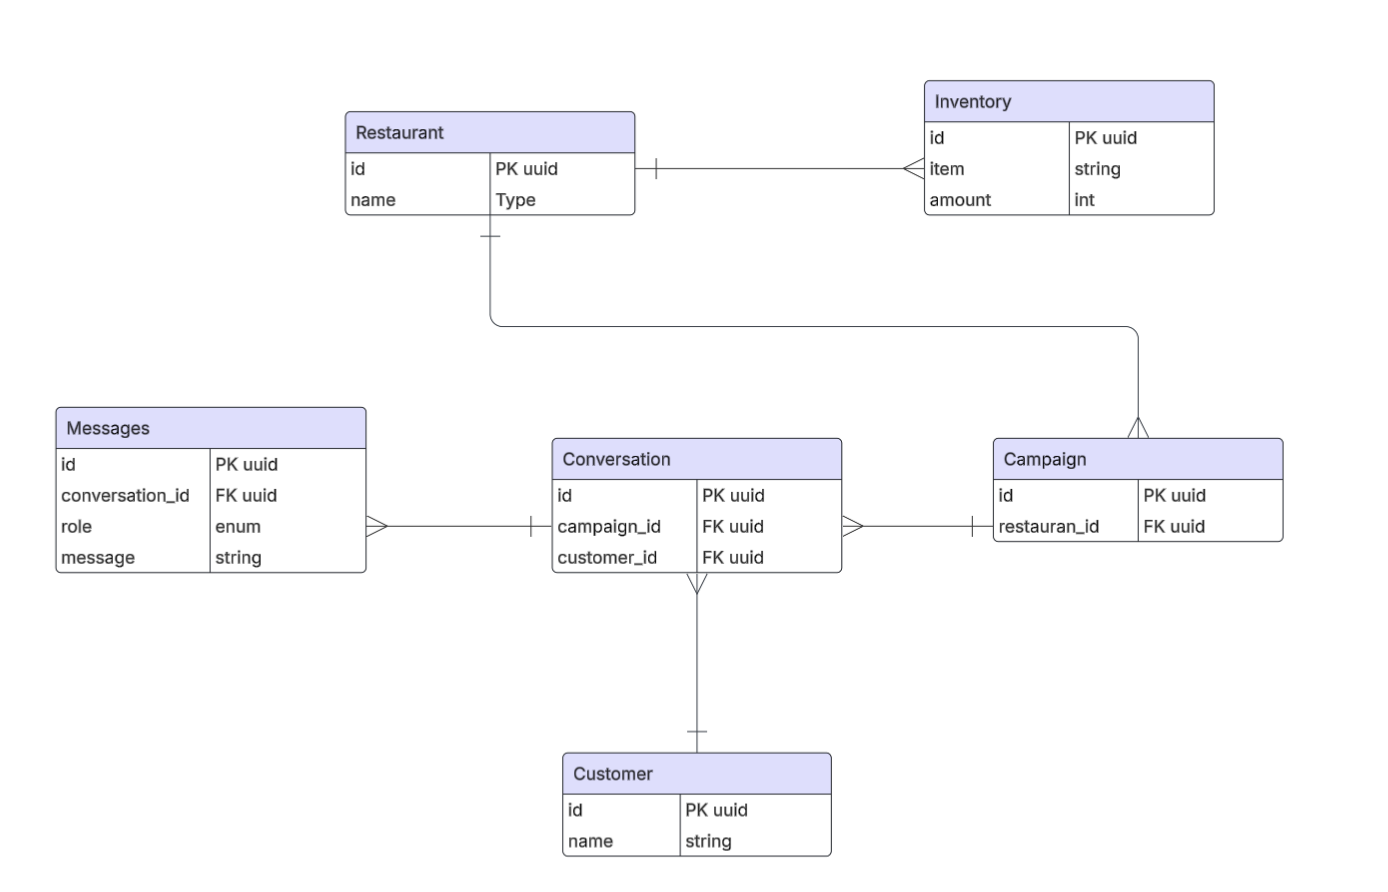 Restaurant
id PK uuid
name Type
Inventory
id PK uuid
item string
amount int
Messages
id PK uuid
conversation_id FK uuid
role enum
message string
Conversation
id PK uuid
campaign_id FK uuid
customer_id FK uuid
Campaign
id PK uuid
restauran_id FK uuid
Customer
id PK uuid
name string